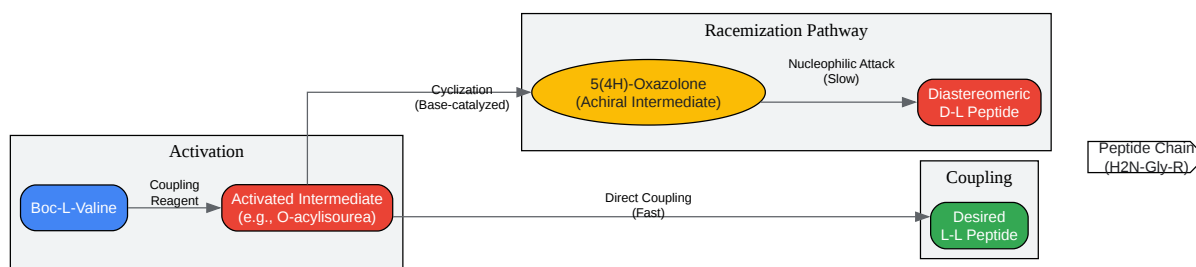 Racemization Pathway
Nucleophilic Attack
(Slow)
Cyclization
(Base-catalyzed)
5(4H)-Oxazolone
(Achiral Intermediate)
Diastereomeric
D-L Peptide
Activation
Coupling
Reagent
Boc-L-Valine
Activated Intermediate
(e.g., O-acylisourea)
Direct Coupling
(Fast)
Coupling
Desired
L-L Peptide
Peptide Chain
(H2N-Gly-R)